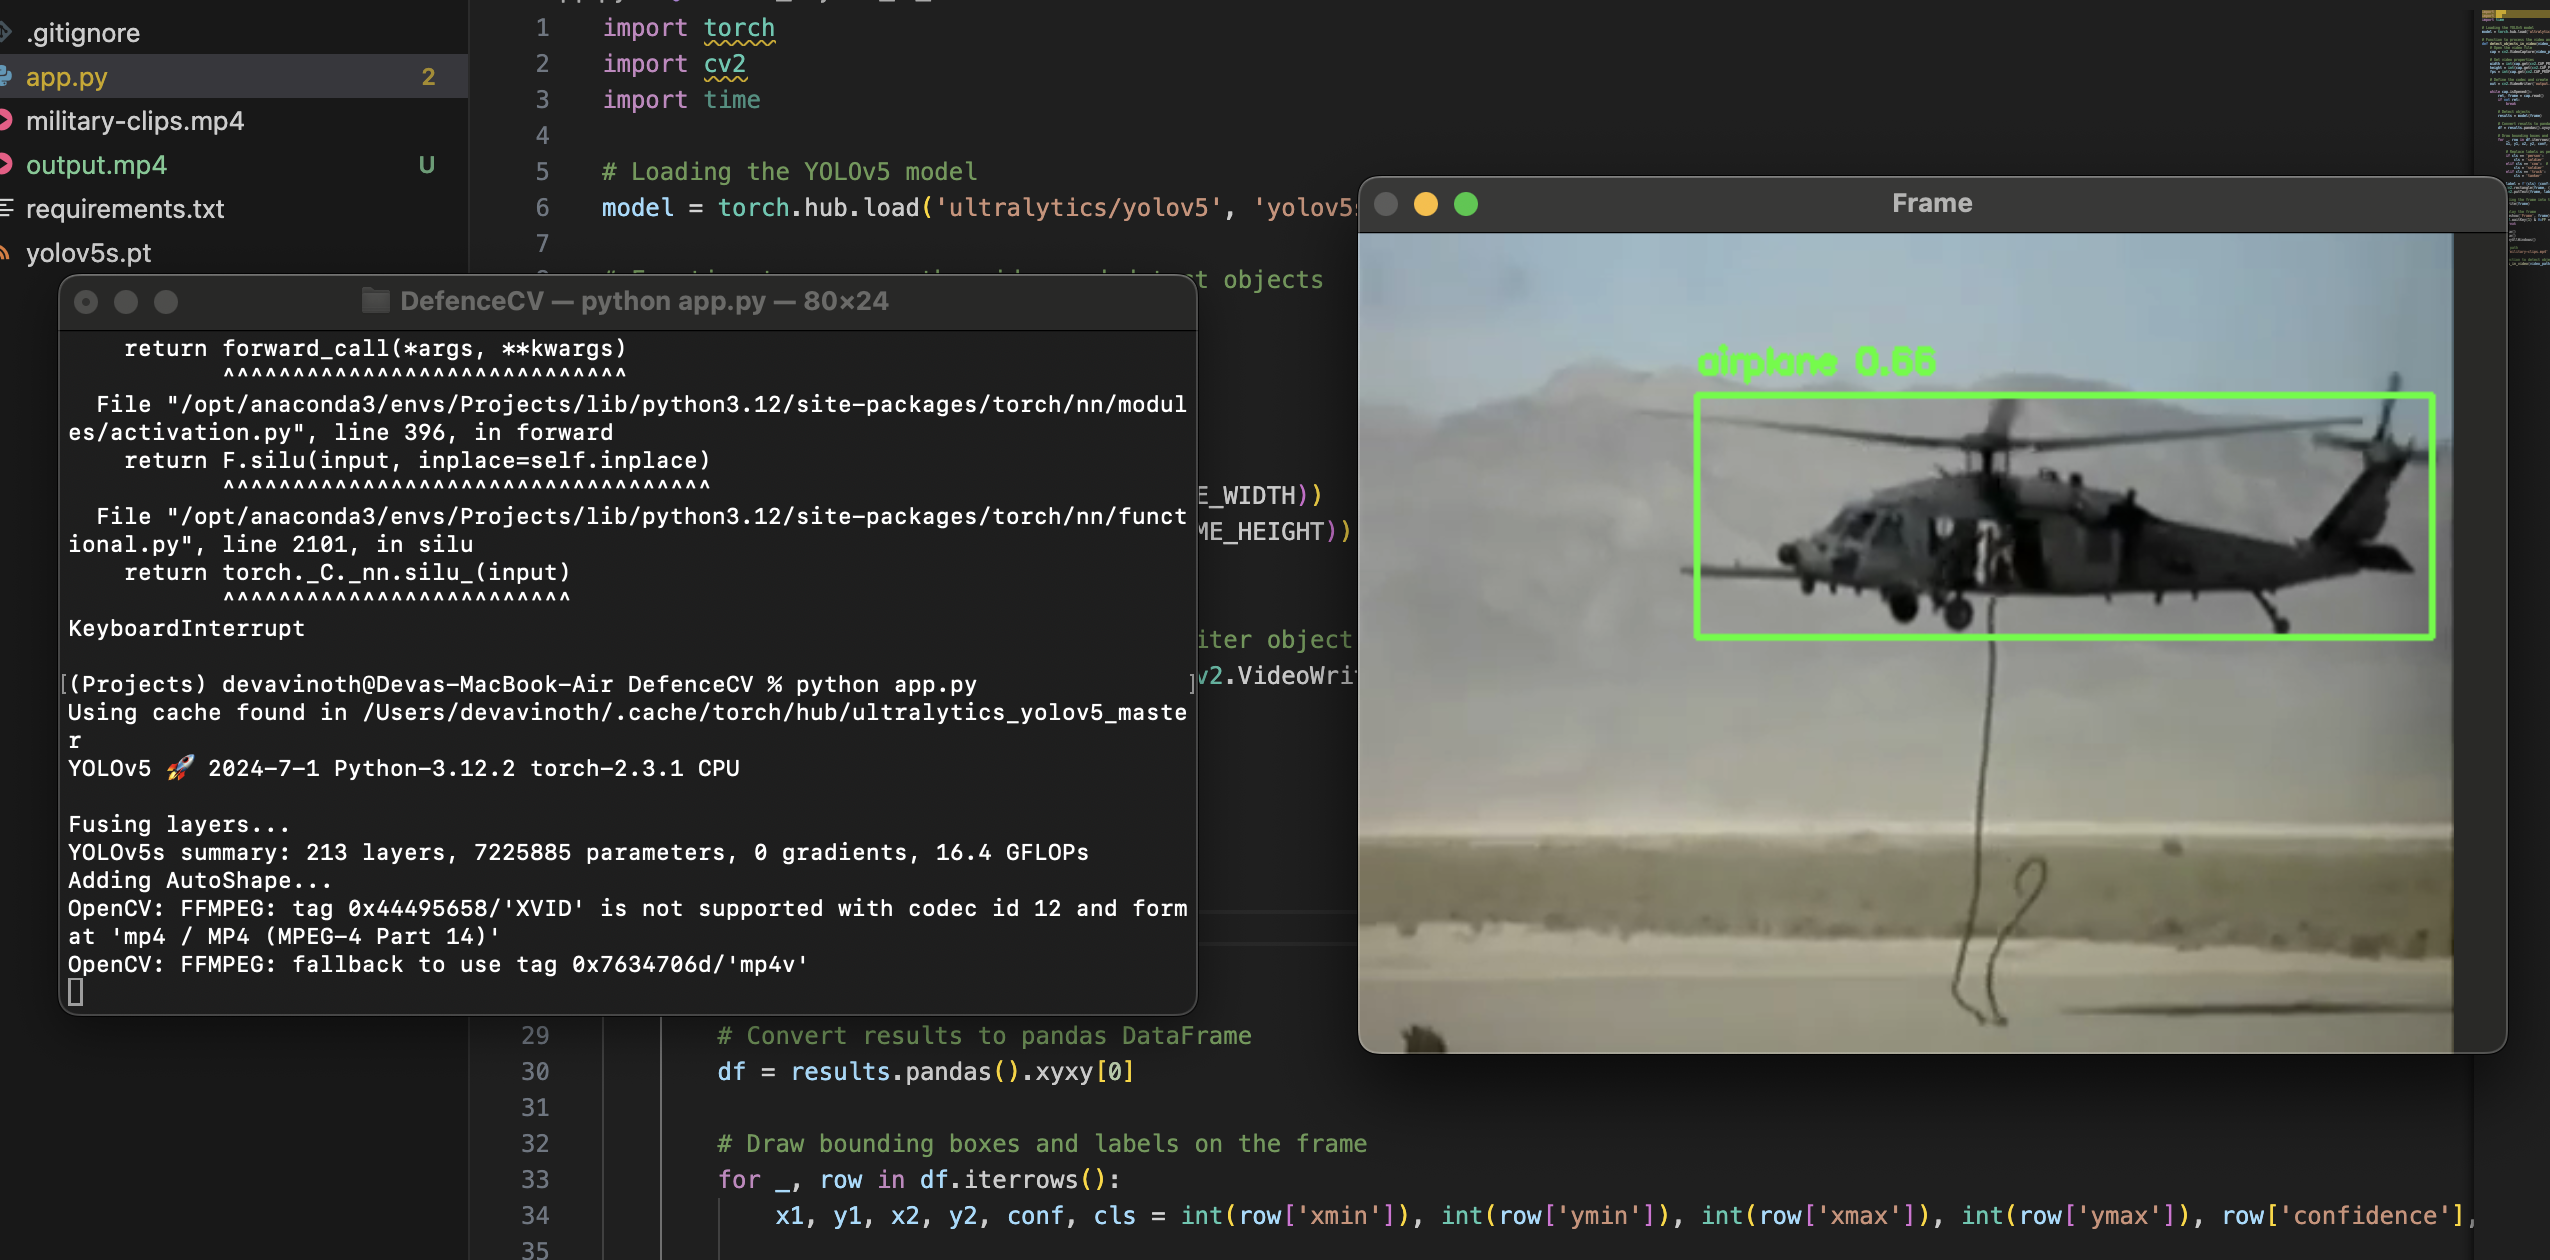 .gitignore
app.py 2
military-clips.mp4
output.mp4 U
requirements.txt
yolov5s.pt
1 import torch
2 import cv2
3 import time
4
5 # Loading the YOLOv5 model
6 model = torch.hub.load('ultralytics/yolov5', 'yolov5s
7
t objects
E_WIDTH))
ME_HEIGHT))
iter object
v2.VideoWrit
DefenceCV — python app.py — 80×24
return forward_call(*args, **kwargs)
^^^^^^^^^^^^^^^^^^^^^^^^^^^^^
File "/opt/anaconda3/envs/Projects/lib/python3.12/site-packages/torch/nn/modul
es/activation.py", line 396, in forward
return F.silu(input, inplace=self.inplace)
^^^^^^^^^^^^^^^^^^^^^^^^^^^^^^^^^^^
File "/opt/anaconda3/envs/Projects/lib/python3.12/site-packages/torch/nn/funct
ional.py", line 2101, in silu
return torch._C._nn.silu_(input)
^^^^^^^^^^^^^^^^^^^^^^^^^
KeyboardInterrupt
[(Projects) devavinoth@Devas-MacBook-Air DefenceCV % python app.py ]
Using cache found in /Users/devavinoth/.cache/torch/hub/ultralytics_yolov5_maste
r
YOLOv5 🚀 2024-7-1 Python-3.12.2 torch-2.3.1 CPU
Fusing layers...
YOLOv5s summary: 213 layers, 7225885 parameters, 0 gradients, 16.4 GFLOPs
Adding AutoShape...
OpenCV: FFMPEG: tag 0x44495658/'XVID' is not supported with codec id 12 and form
at 'mp4 / MP4 (MPEG-4 Part 14)'
OpenCV: FFMPEG: fallback to use tag 0x7634706d/'mp4v'
Frame
airplane 0.66
29 # Convert results to pandas DataFrame
30 df = results.pandas().xyxy[0]
31
32 # Draw bounding boxes and labels on the frame
33 for _, row in df.iterrows():
34 x1, y1, x2, y2, conf, cls = int(row['xmin']), int(row['ymin']), int(row['xmax']), int(row['ymax']), row['confidence'],
35